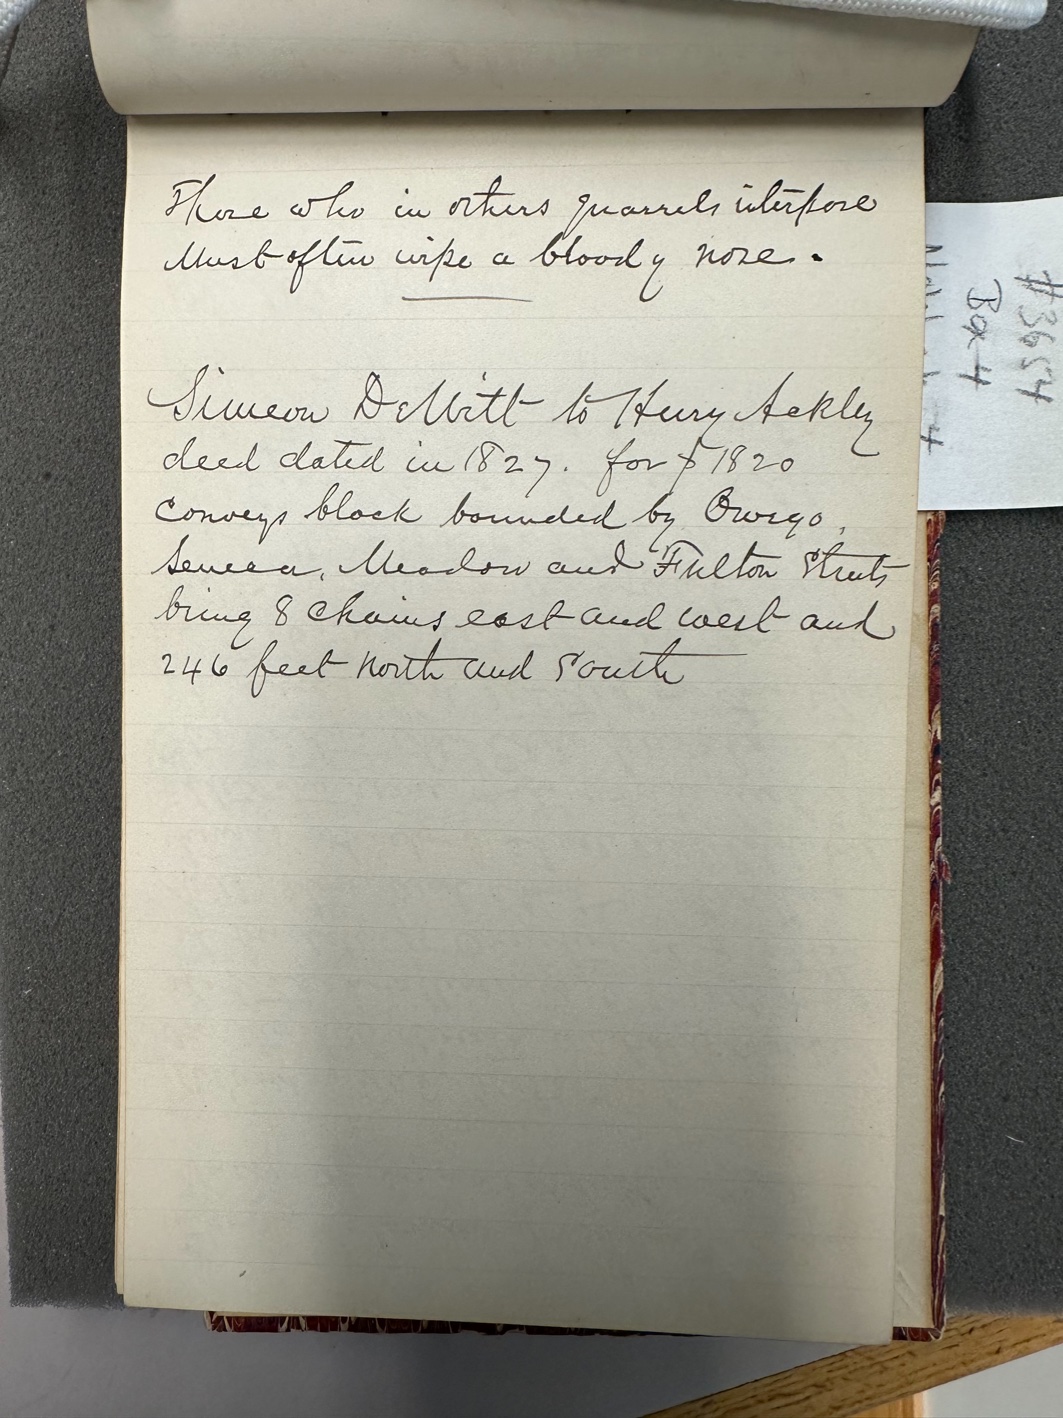 Those who in others quarrels interpose
Must often wipe a bloody nose.
Simeon DeWitt to Henry Ackley
deed dated in 1827. for $1820
conveys block bounded by Owego,
Seneca, Meadow and Fulton Streets
being 8 chains east and west and
246 feet north and South
#3654
Box 4
4